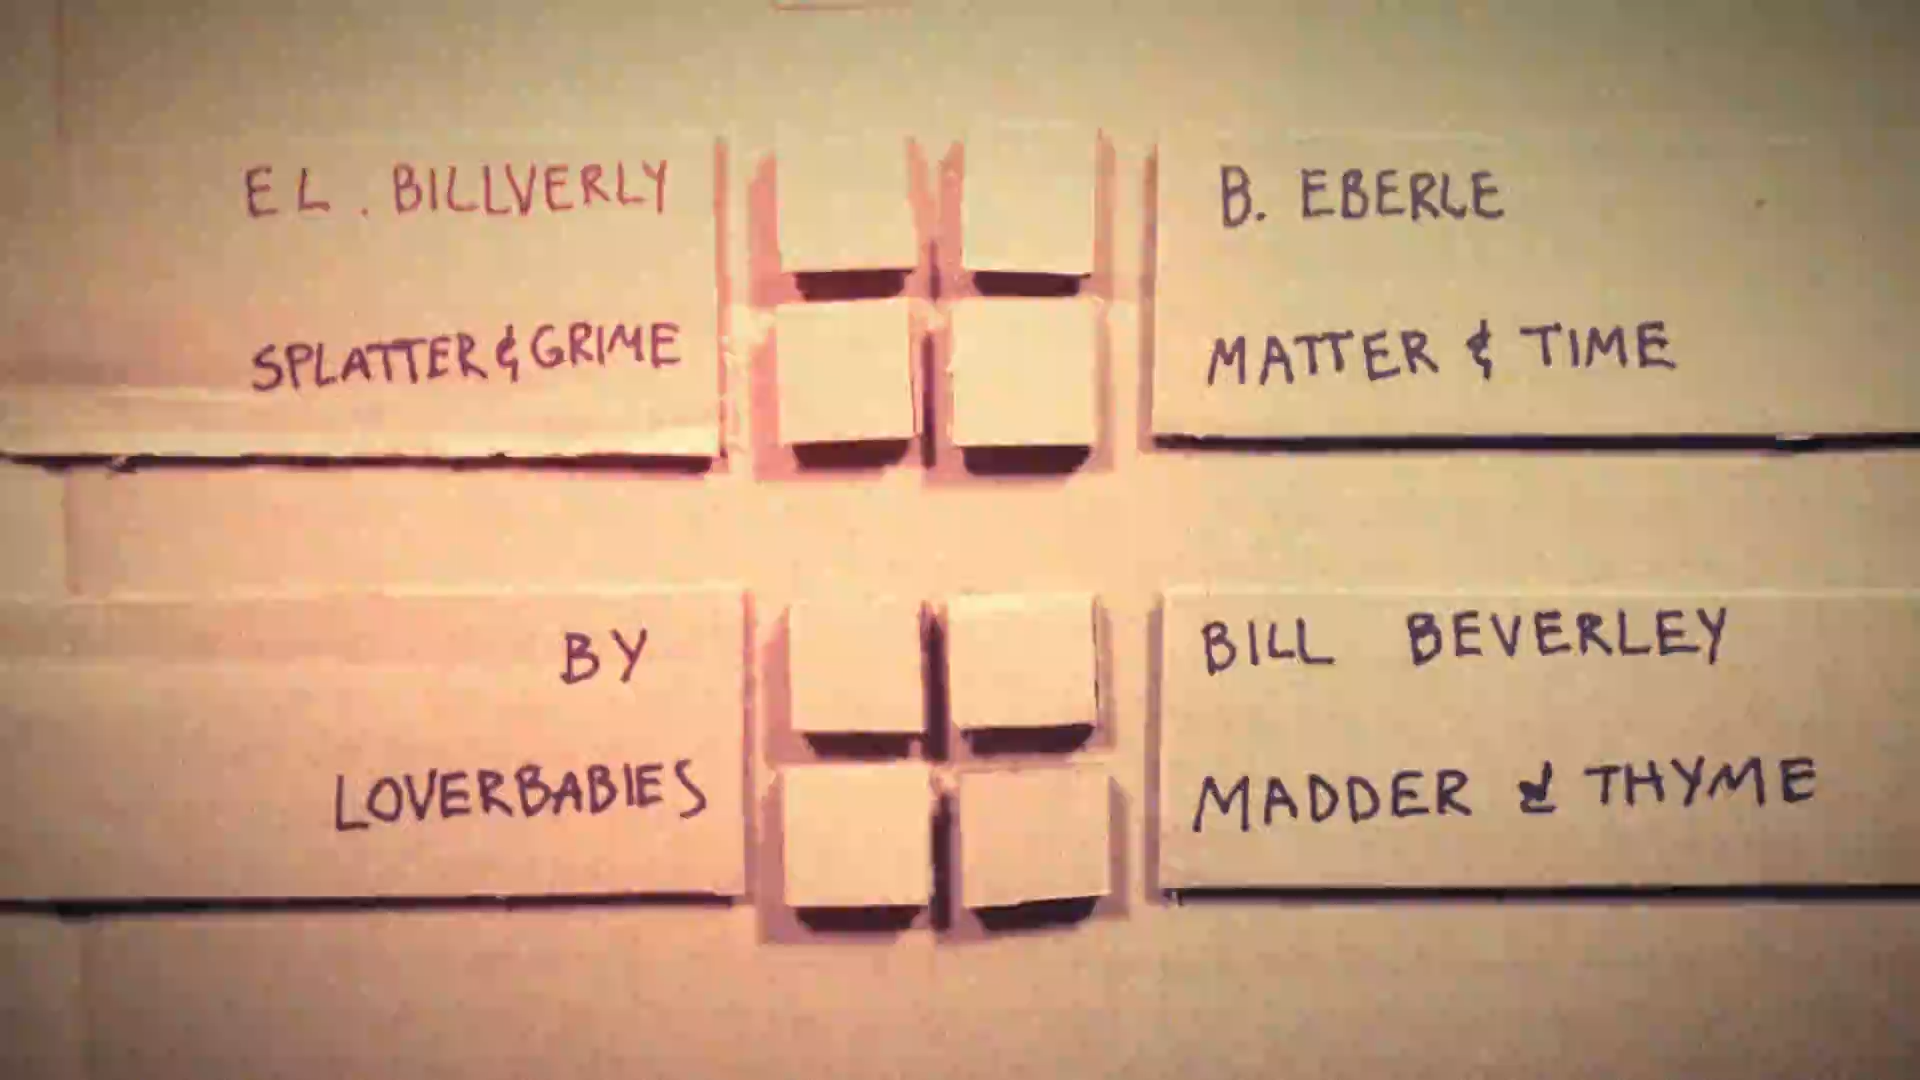 EL. BILLVERLY
SPLATTER & GRIME
B. EBERLE
MATTER & TIME
BY
LOVERBABIES
BILL BEVERLEY
MADDER & THYME